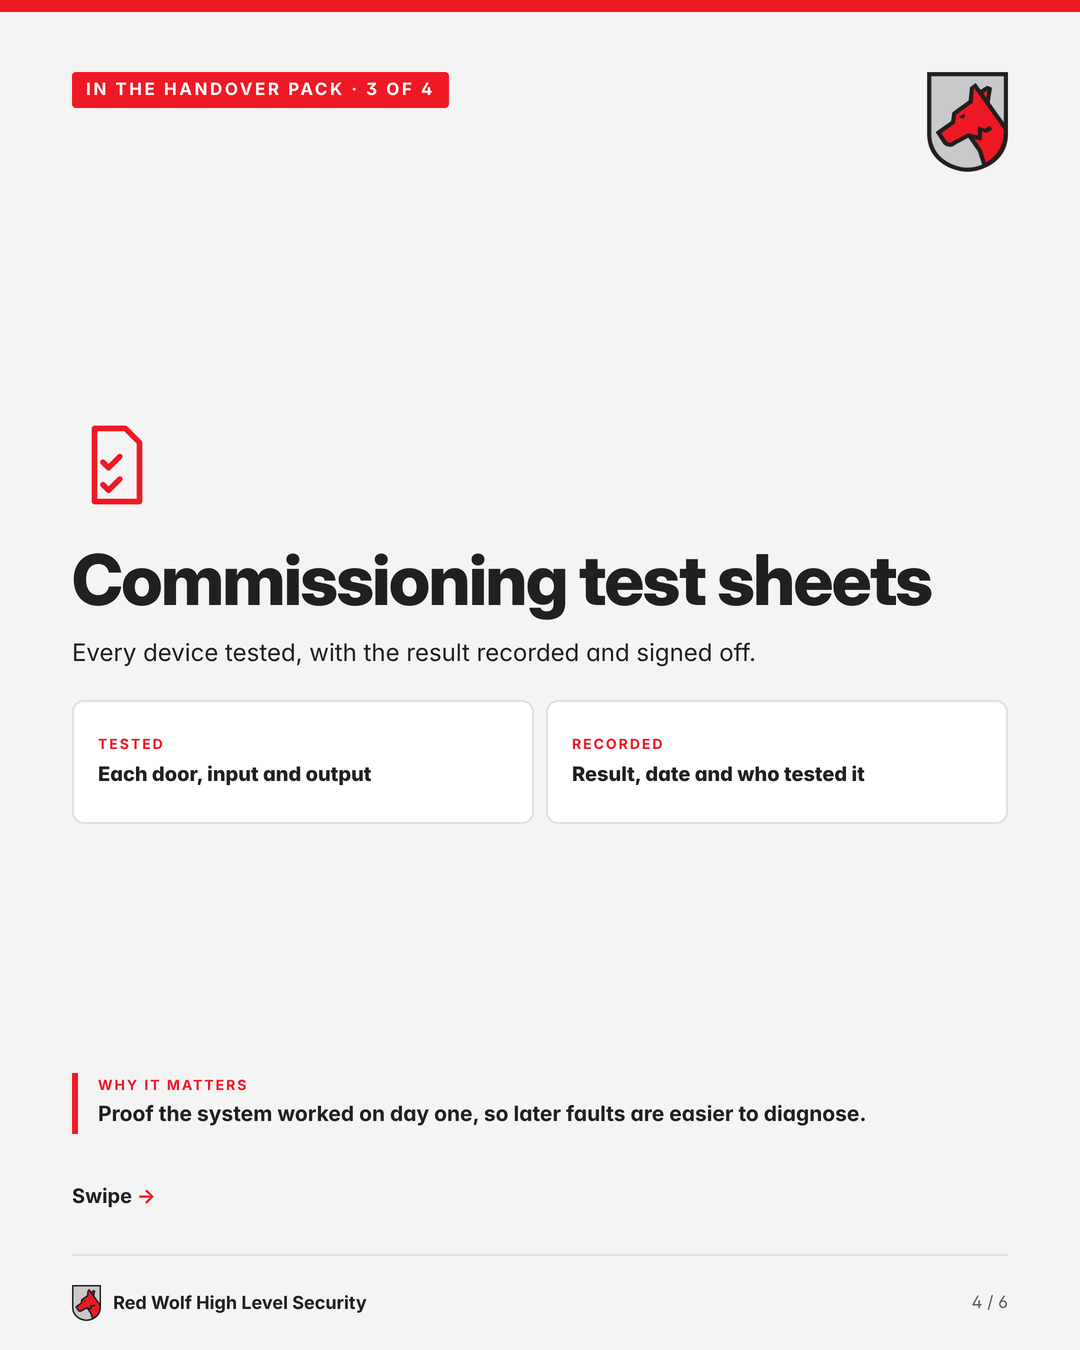 IN THE HANDOVER PACK · 3 OF 4
Commissioning test sheets
Every device tested, with the result recorded and signed off.
TESTED
Each door, input and output
RECORDED
Result, date and who tested it
WHY IT MATTERS
Proof the system worked on day one, so later faults are easier to diagnose.
Swipe →
Red Wolf High Level Security
4 / 6